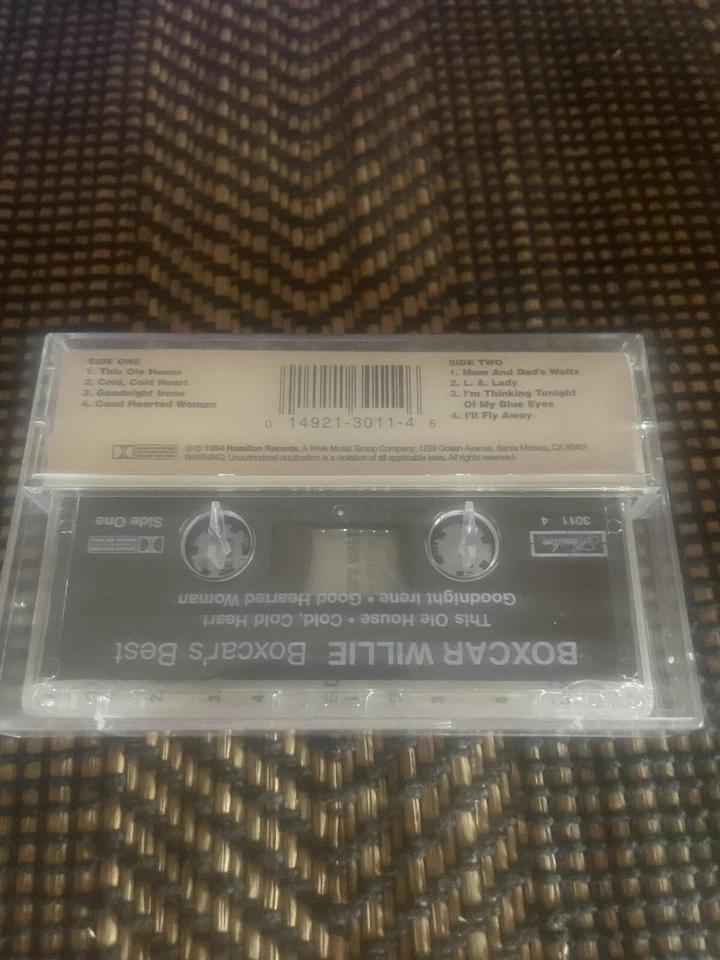 SIDE ONE
1. This Ole House
2. Cold, Cold Heart
3. Goodnight Irene
4. Good Hearted Woman
SIDE TWO
1. Mom And Dad's Waltz
2. L. A. Lady
3. I'm Thinking Tonight
Of My Blue Eyes
4. I'll Fly Away
0 14921-3011-4 6
℗© 1994 Hamilton Records, A Welk Music Group Company, 1299 Ocean Avenue, Santa Monica, CA 90401
WARNING: Unauthorized duplication is a violation of all applicable laws. All rights reserved.
BOXCAR WILLIE Boxcar's Best
This Ole House • Cold, Cold Heart
Goodnight Irene • Good Hearted Woman
Hamilton
3011 4
Side One